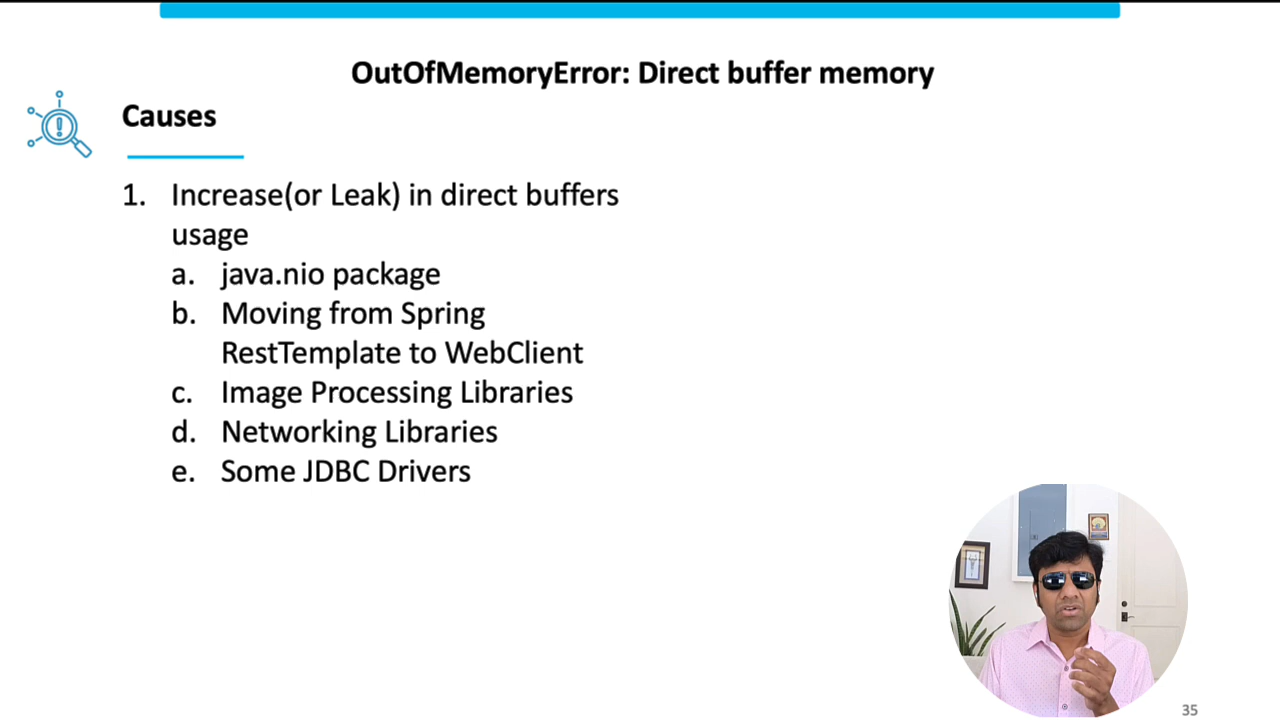 OutOfMemoryError: Direct buffer memory
Causes
1. Increase(or Leak) in direct buffers
usage
a. java.nio package
b. Moving from Spring
RestTemplate to WebClient
c. Image Processing Libraries
d. Networking Libraries
e. Some JDBC Drivers
35